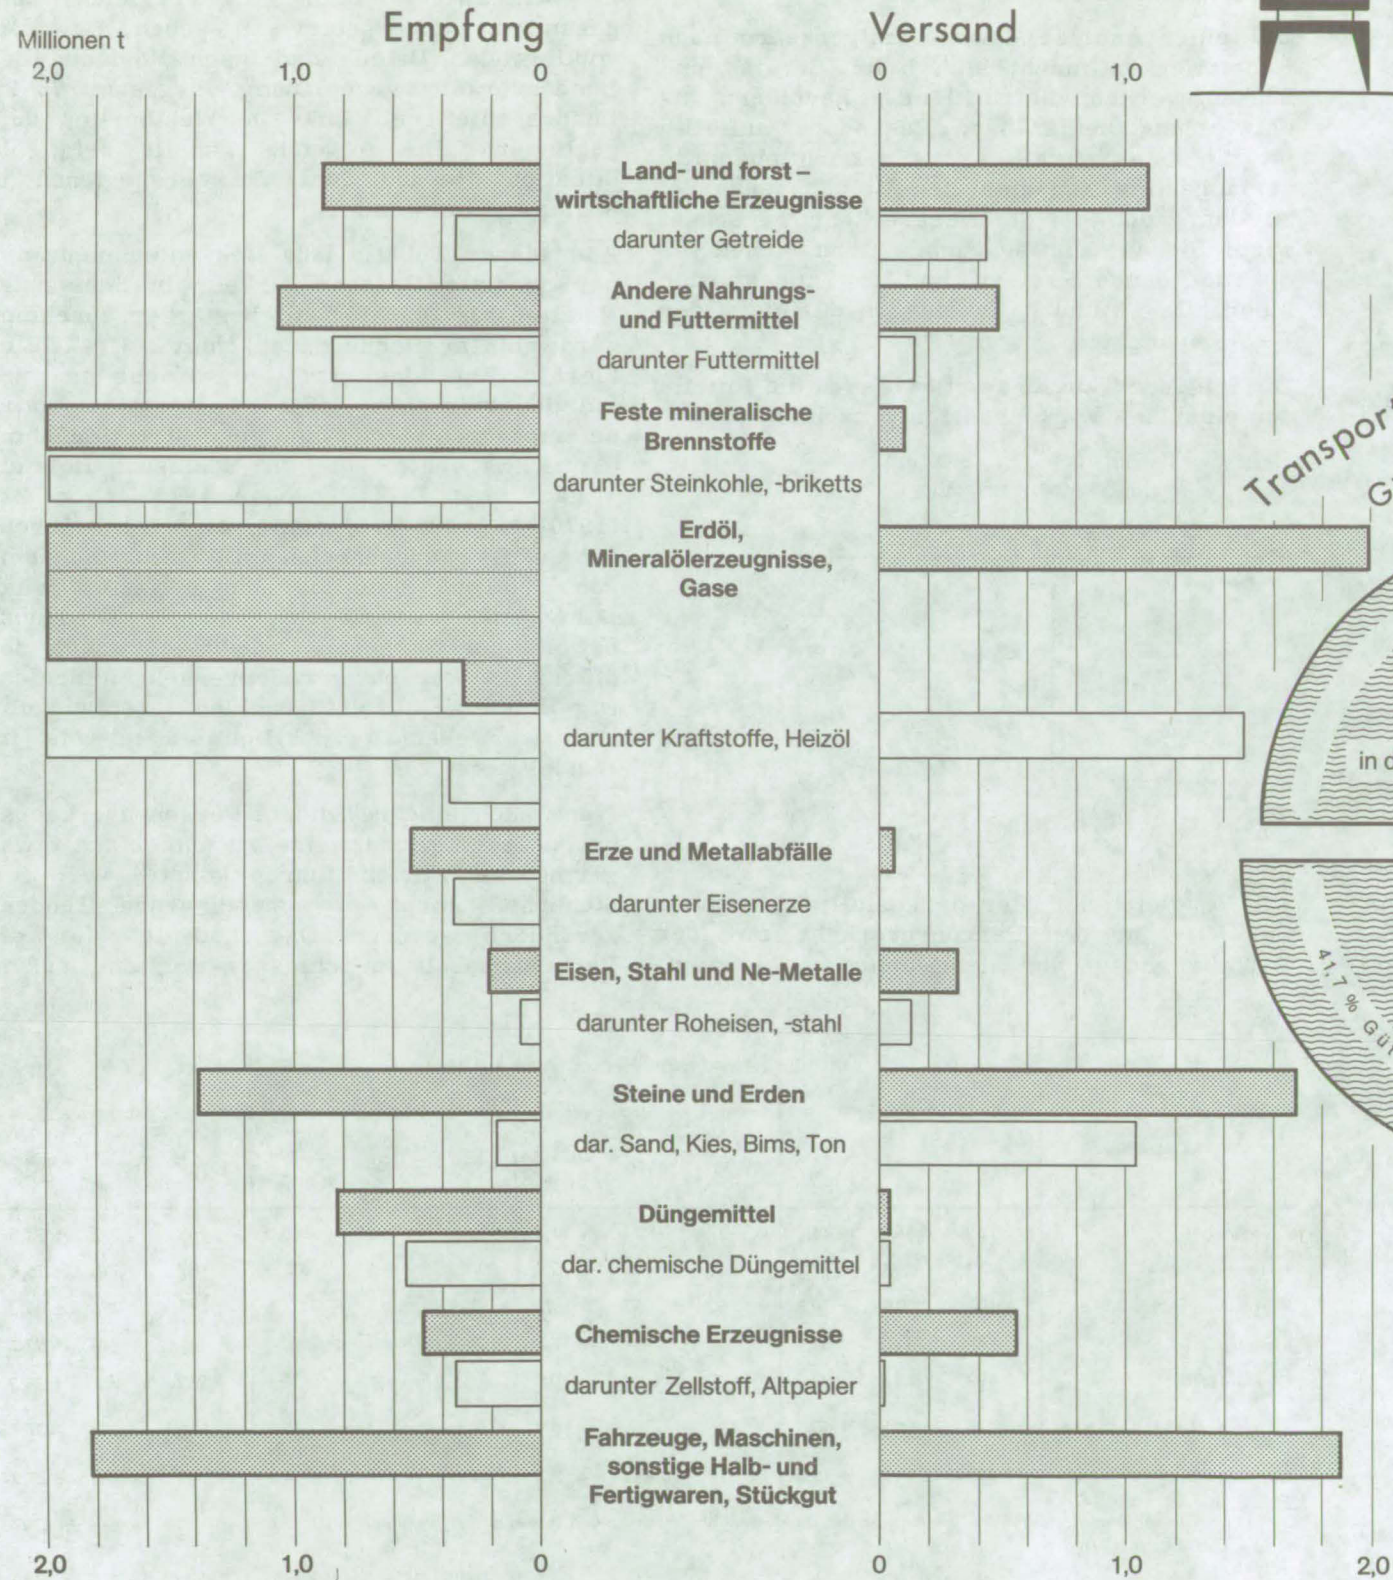 Empfang
Versand
Millionen t
2,0 1,0 0 0 1,0
Land- und forst–
wirtschaftliche Erzeugnisse
darunter Getreide
Andere Nahrungs-
und Futtermittel
darunter Futtermittel
Feste mineralische
Brennstoffe
darunter Steinkohle, -briketts
Erdöl,
Mineralölerzeugnisse,
Gase
darunter Kraftstoffe, Heizöl
Erze und Metallabfälle
darunter Eisenerze
Eisen, Stahl und Ne-Metalle
darunter Roheisen, -stahl
Steine und Erden
dar. Sand, Kies, Bims, Ton
Düngemittel
dar. chemische Düngemittel
Chemische Erzeugnisse
darunter Zellstoff, Altpapier
Fahrzeuge, Maschinen,
sonstige Halb- und
Fertigwaren, Stückgut
2,0 1,0 0 0 1,0 2,0
Transport
G
in d
41,7 % Gü